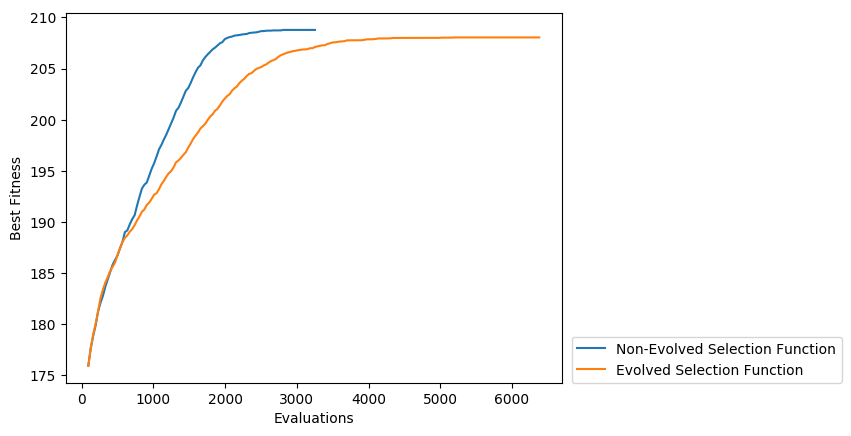 210
205
200
195
190
185
180
175
Best Fitness
0 1000 2000 3000 4000 5000 6000
Evaluations
Non-Evolved Selection Function
Evolved Selection Function